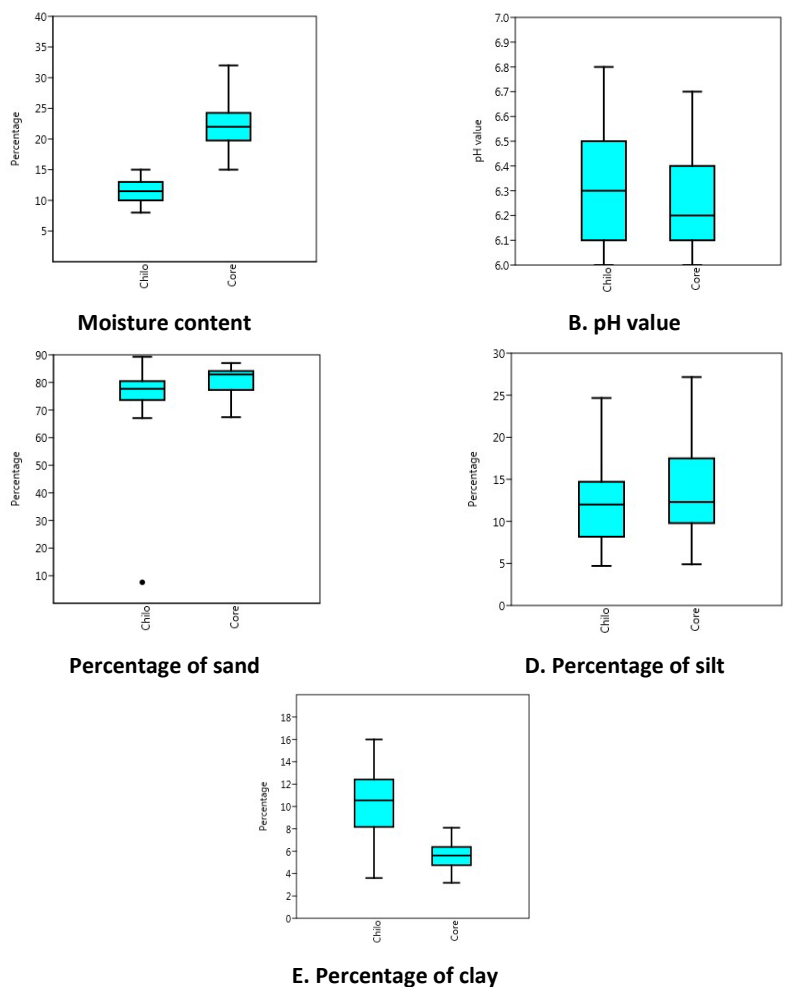 40
35
30
25
20
15
10
5
Percentage
Chilo
Core
Moisture content
7.0
6.9
6.8
6.7
6.6
6.5
6.4
6.3
6.2
6.1
6.0
pH value
Chilo
Core
B. pH value
90
80
70
60
50
40
30
20
10
Percentage
Chilo
Core
Percentage of sand
30
25
20
15
10
5
0
Percentage
Chilo
Core
D. Percentage of silt
18
16
14
12
10
8
6
4
2
0
Percentage
Chilo
Core
E. Percentage of clay